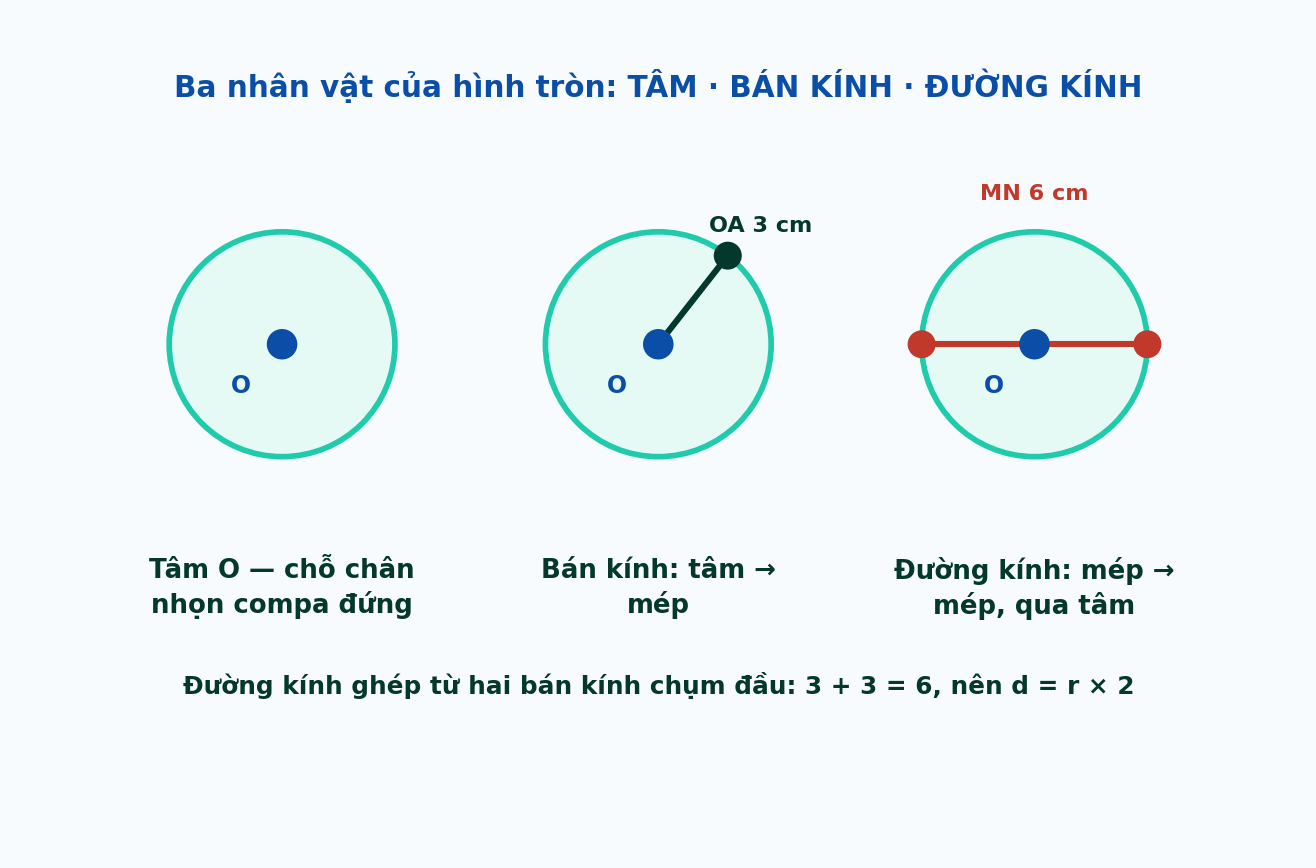 Ba nhân vật của hình tròn: TÂM · BÁN KÍNH · ĐƯỜNG KÍNH
MN 6 cm
OA 3 cm
O
O
O
Tâm O — chỗ chân
nhọn compa đứng
Bán kính: tâm →
mép
Đường kính: mép →
mép, qua tâm
Đường kính ghép từ hai bán kính chụm đầu: 3 + 3 = 6, nên d = r × 2